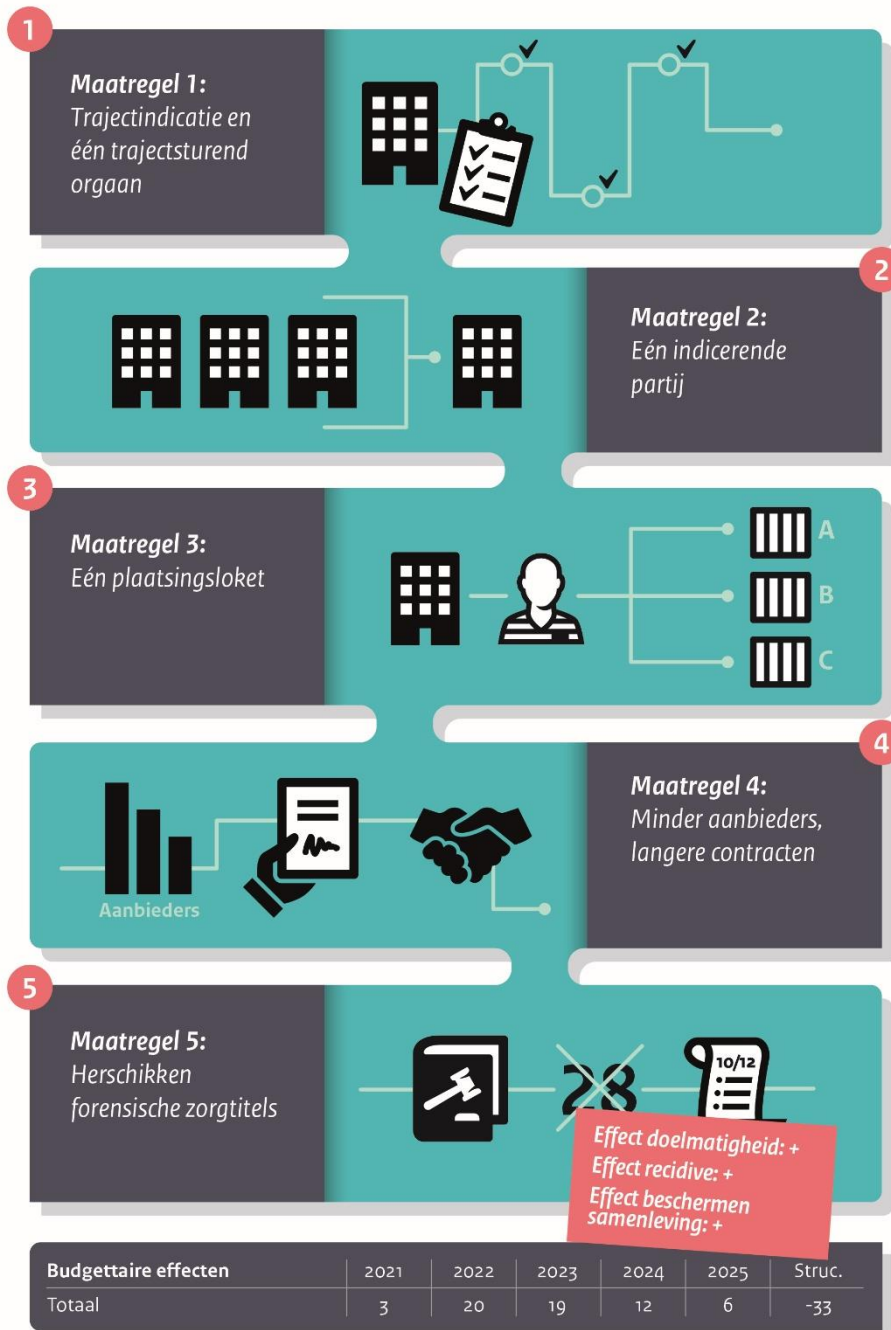 1
Maatregel 1:
Trajectindicatie en
één trajectsturend
orgaan
2
Maatregel 2:
Eén indicerende
partij
3
Maatregel 3:
Eén plaatsingsloket
A
B
C
4
Maatregel 4:
Minder aanbieders,
langere contracten
Aanbieders
5
Maatregel 5:
Herschikken
forensische zorgtitels
28
10/12
Effect doelmatigheid: +
Effect recidive: +
Effect beschermen
samenleving: +
Budgettaire effecten 2021 2022 2023 2024 2025 Struc.
Totaal 3 20 19 12 6 -33